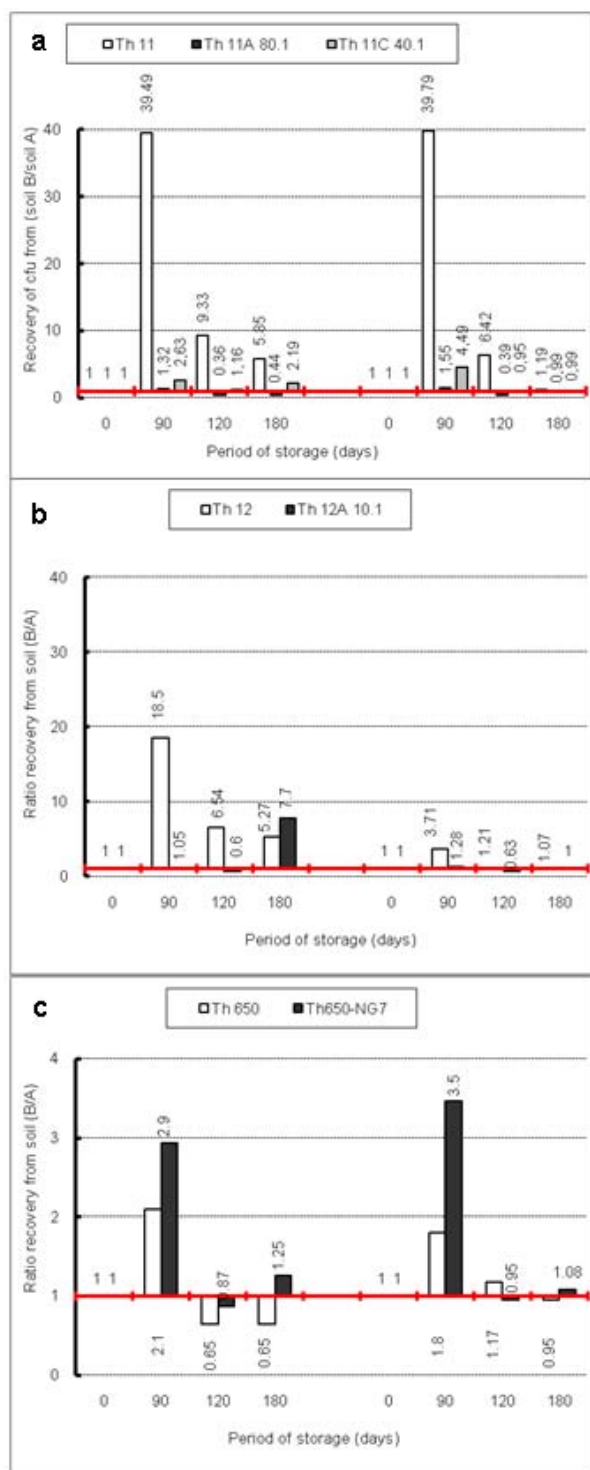 a
Th 11 Th 11A 80.1 Th 11C 40.1
Recovery of cfu from (soil B/soil A)
40
30
20
10
0
1 1 1 39.49 1,32 2,63 9.33 0.36 1,16 5.85 0.44 2.19 1 1 1 39.79 1,55 4,49 6.42 0.39 0,95 1,19 0,99 0,99
0 90 120 180 0 90 120 180
Period of storage (days)
b
Th 12 Th 12A 10.1
Ratio recovery from soil (B/A)
40
30
20
10
0
1 1 18.5 1.05 6.54 0.6 5.27 7.7 1 1 3.71 1.28 1.21 0.63 1.07 1
0 90 120 180 0 90 120 180
Period of storage (days)
c
Th 650 Th650-NG7
Ratio recovery from soil (B/A)
4
3
2
1
0
1 1 2.1 2.9 0.65 0.87 0.65 1.25 1 1 1.8 3.5 1.17 0.95 0.95 1.08
0 90 120 180 0 90 120 180
Period of storage (days)